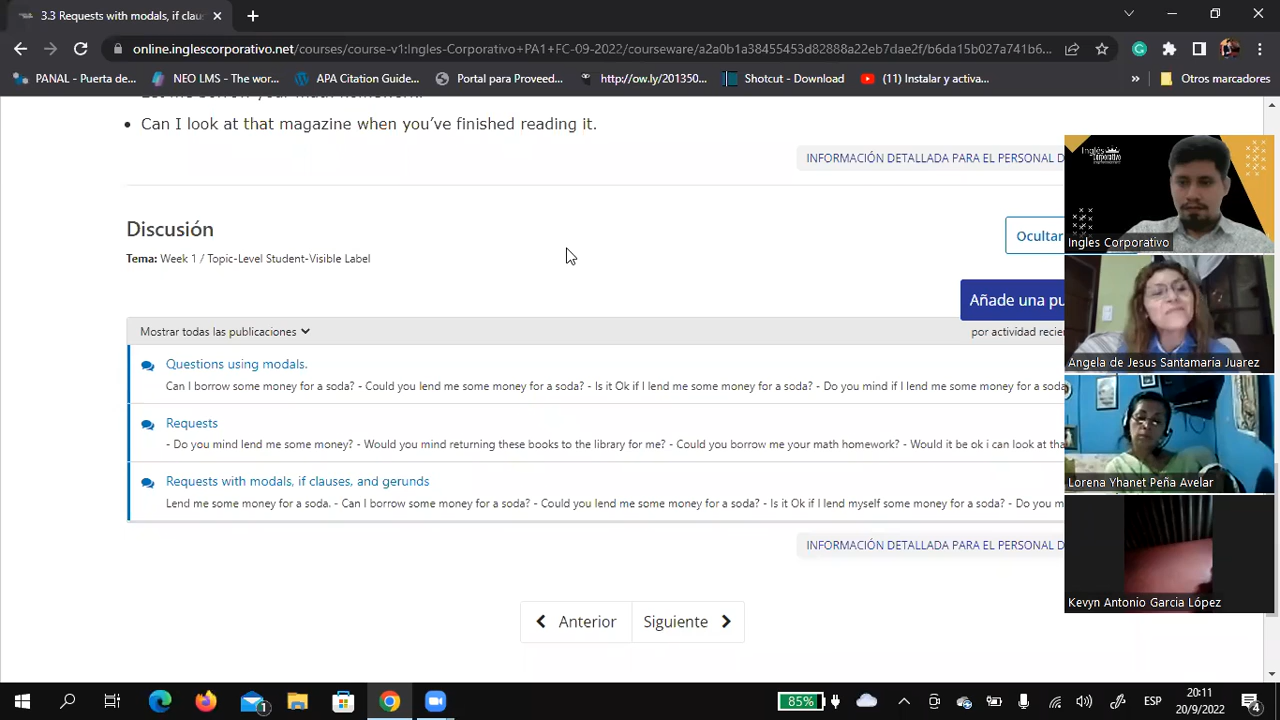 3.3 Requests with modals, if clau
online.inglescorporativo.net/courses/course-v1:Ingles-Corporativo+PA1+FC-09-2022/courseware/a2a0b1a38455453d82888a22eb7dae2f/b6da15b027a741b6...
PANAL - Puerta de...
NEO LMS - The wor...
APA Citation Guide...
Portal para Proveed...
http://ow.ly/201350...
Shotcut - Download
(11) Instalar y activa...
Otros marcadores
• Can I look at that magazine when you've finished reading it.
INFORMACIÓN DETALLADA PARA EL PERSONAL D
Inglés
Corporativo
Ingles Corporativo
Discusión
Ocultar
Tema: Week 1 / Topic-Level Student-Visible Label
Añade una pu
Mostrar todas las publicaciones
por actividad recien
Angela de Jesus Santamaria Juarez
Questions using modals.
Can I borrow some money for a soda? - Could you lend me some money for a soda? - Is it Ok if I lend me some money for a soda? - Do you mind if I lend me some money for a soda
Requests
- Do you mind lend me some money? - Would you mind returning these books to the library for me? - Could you borrow me your math homework? - Would it be ok i can look at tha
Lorena Yhanet Peña Avelar
Requests with modals, if clauses, and gerunds
Lend me some money for a soda. - Can I borrow some money for a soda? - Could you lend me some money for a soda? - Is it Ok if I lend myself some money for a soda? - Do you m
INFORMACIÓN DETALLADA PARA EL PERSONAL D
Kevyn Antonio Garcia López
Anterior
Siguiente
1
85%
ESP
20:11
20/9/2022
4